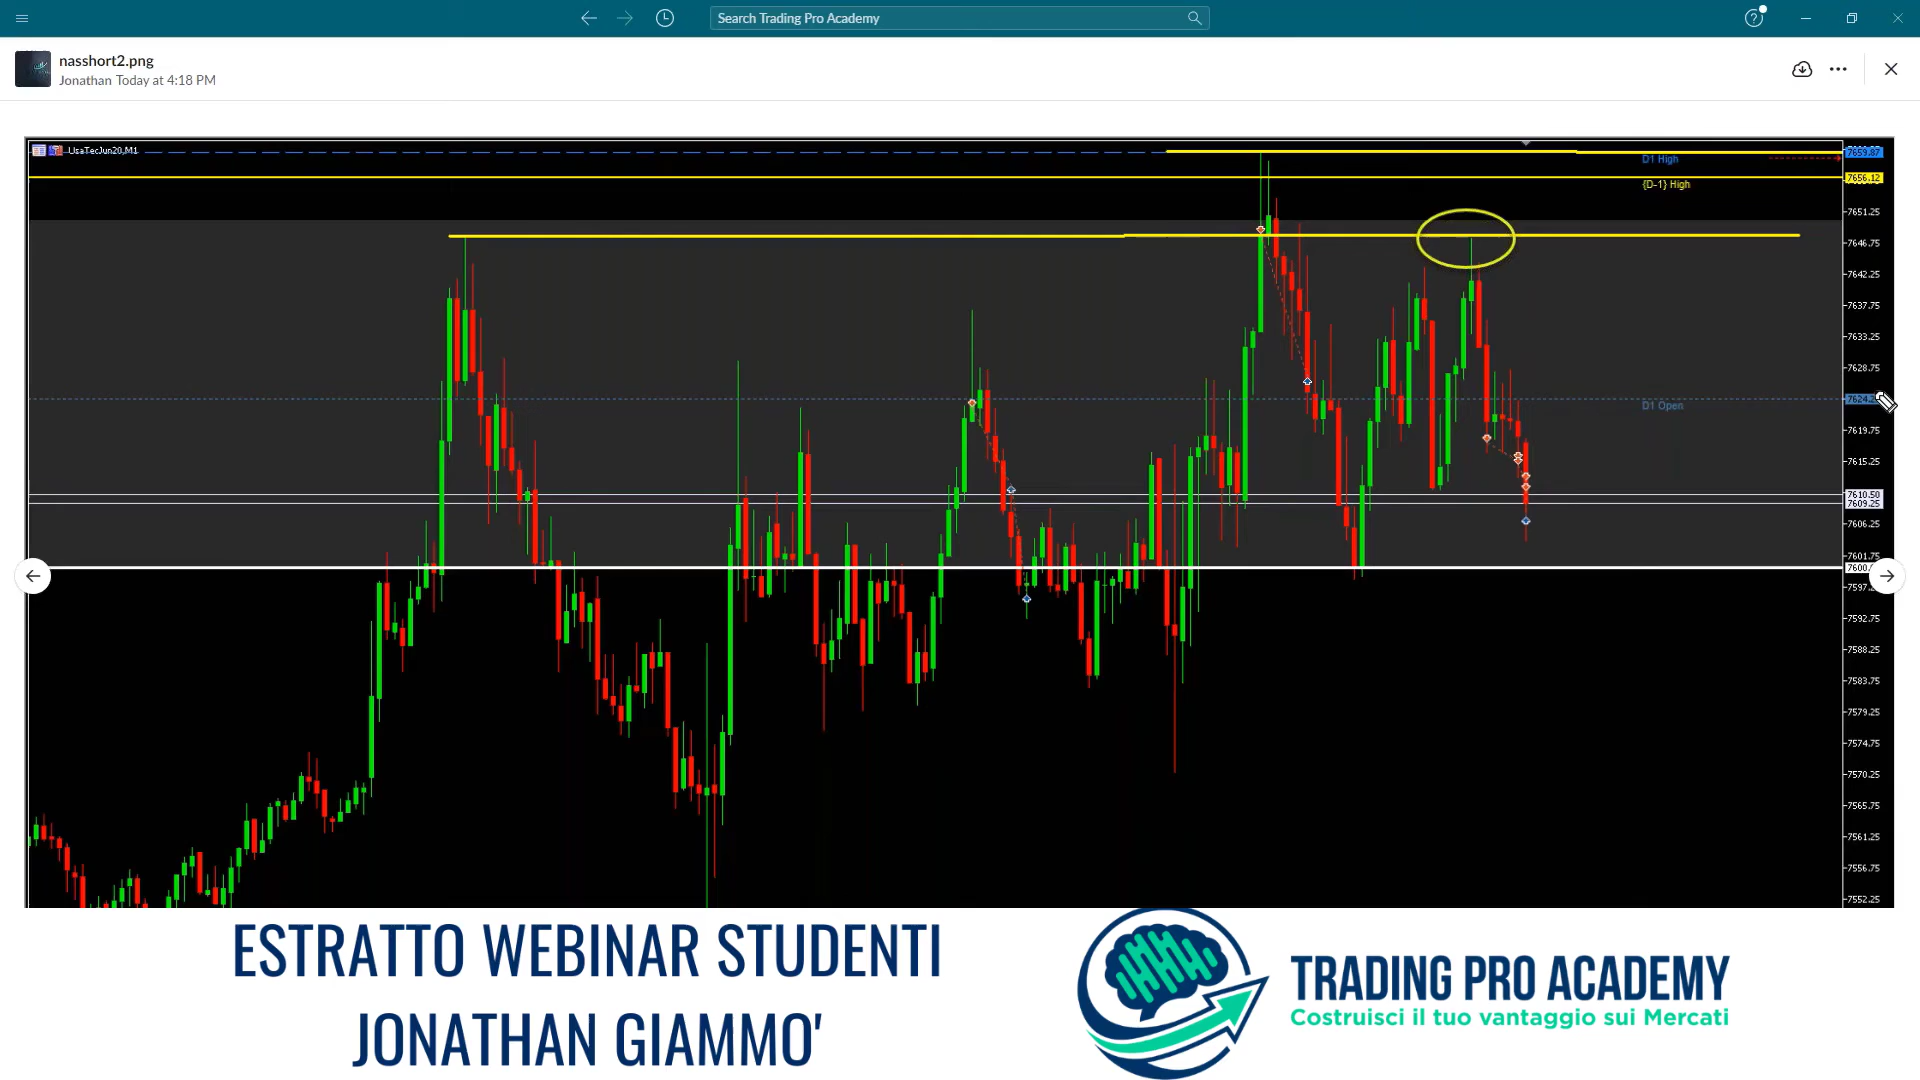 Search Trading Pro Academy
nasshort2.png
Jonathan Today at 4:18 PM
UsaTecJun20,M1
D1 High
7659.87
7656.12
{D-1} High
7651.25
7646.75
7642.25
7637.75
7633.25
7628.75
D1 Open
7619.75
7615.25
7610.50
7609.25
7606.25
7601.75
7592.75
7588.25
7583.75
7579.25
7574.75
7570.25
7565.75
7561.25
7556.75
7552.25
ESTRATTO WEBINAR STUDENTI
JONATHAN GIAMMO'
TRADING PRO ACADEMY
Costruisci il tuo vantaggio sui Mercati